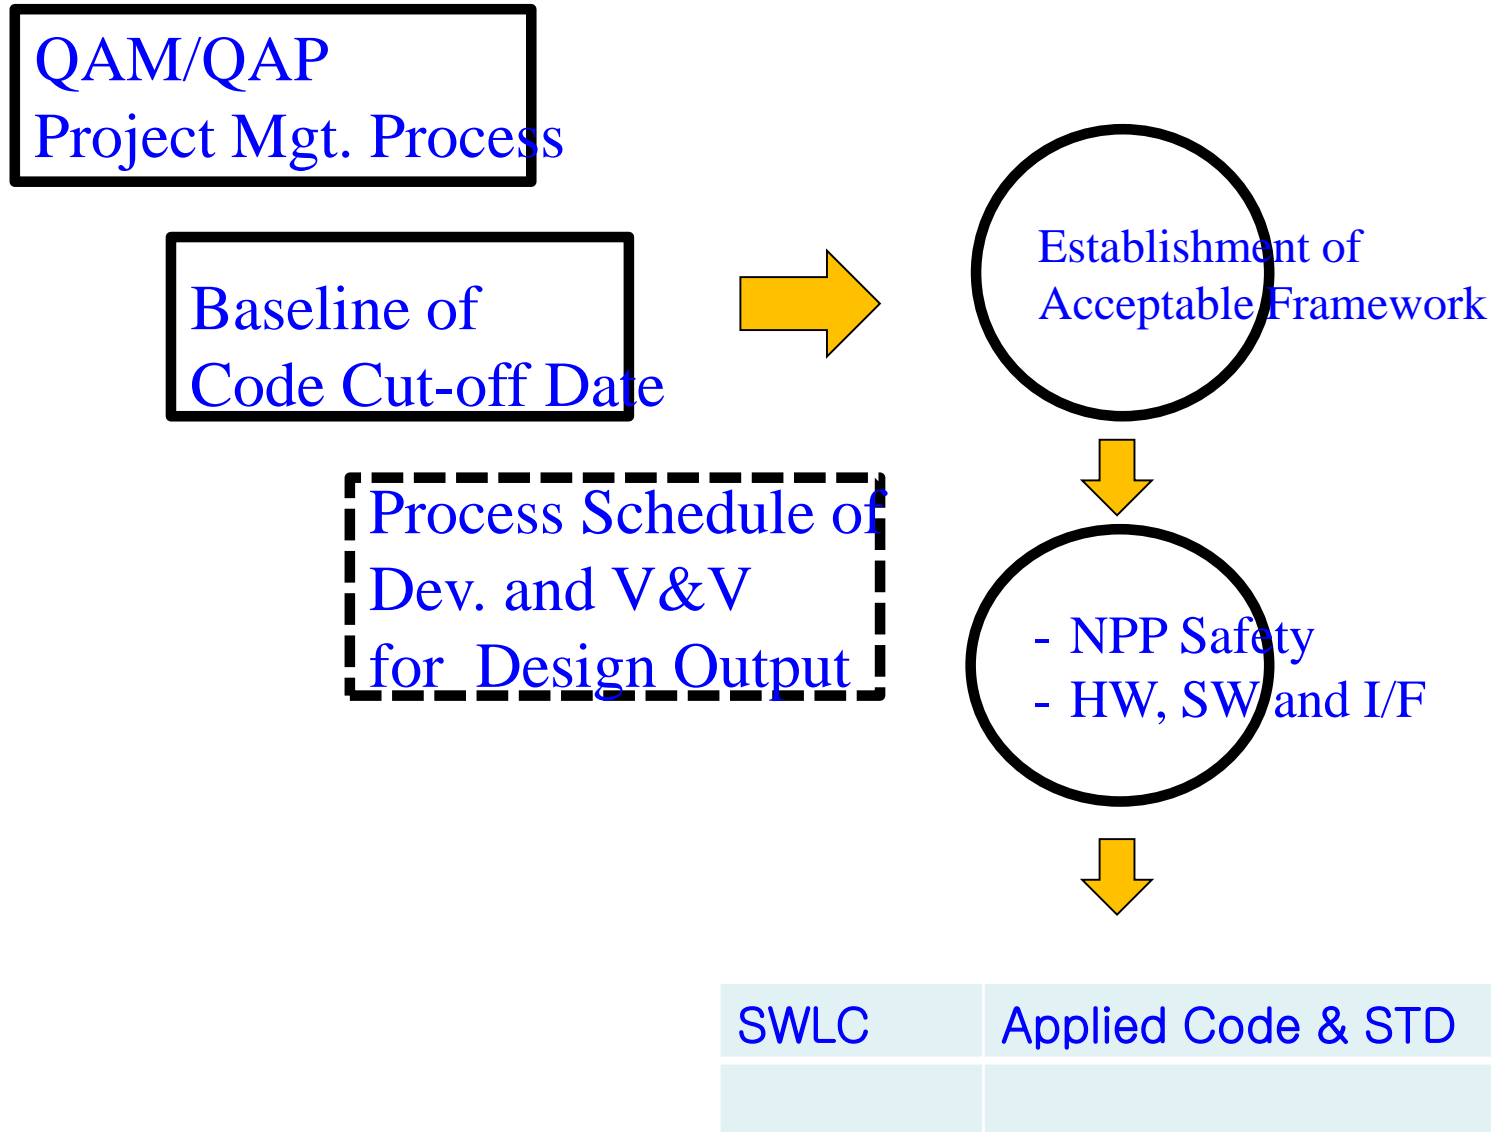 QAM/QAP
Project Mgt. Process
Baseline of
Code Cut-off Date
Process Schedule of
Dev. and V&V
for Design Output
Establishment of
Acceptable Framework
- NPP Safety
- HW, SW and I/F
SWLC Applied Code & STD